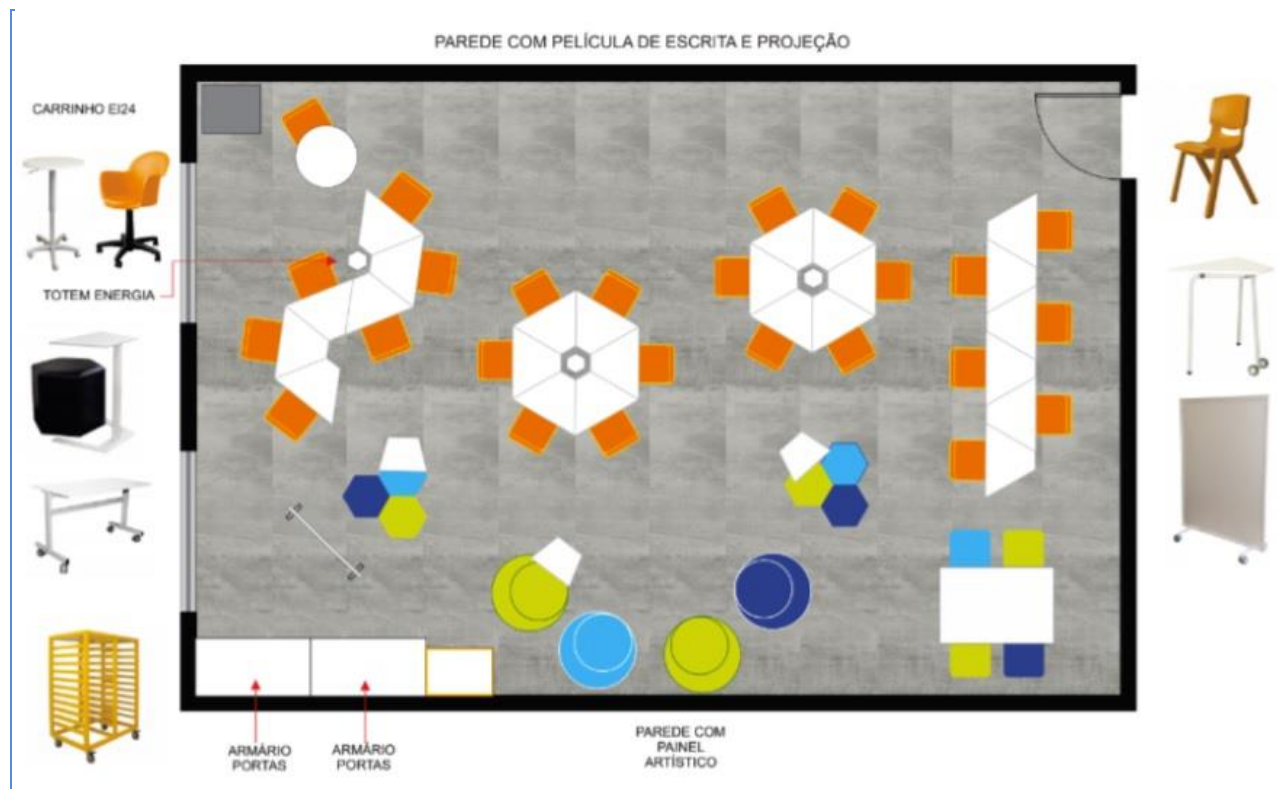 PAREDE COM PELÍCULA DE ESCRITA E PROJEÇÃO
CARRINHO EI24
TOTEM ENERGIA
ARMÁRIO
PORTAS
ARMÁRIO
PORTAS
PAREDE COM
PAINEL
ARTÍSTICO